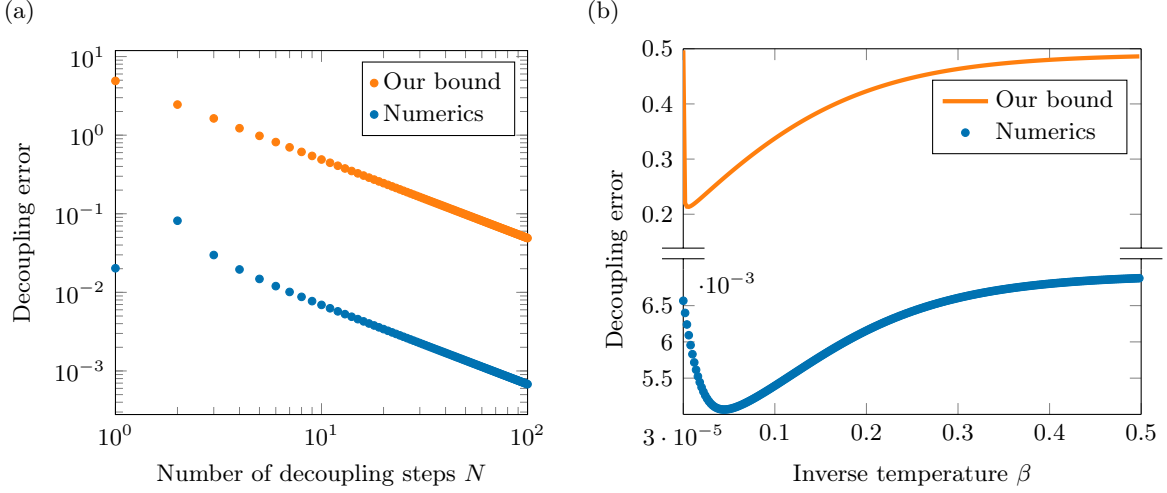 (a)
10^1
10^0
10^{-1}
10^{-2}
10^{-3}
10^0
10^1
10^2
Decoupling error
Number of decoupling steps N
Our bound
Numerics
(b)
0.5
0.4
0.3
0.2
6.5
6
5.5
·10^{-3}
3 · 10^{-5}
0.1
0.2
0.3
0.4
0.5
Decoupling error
Inverse temperature β
Our bound
Numerics